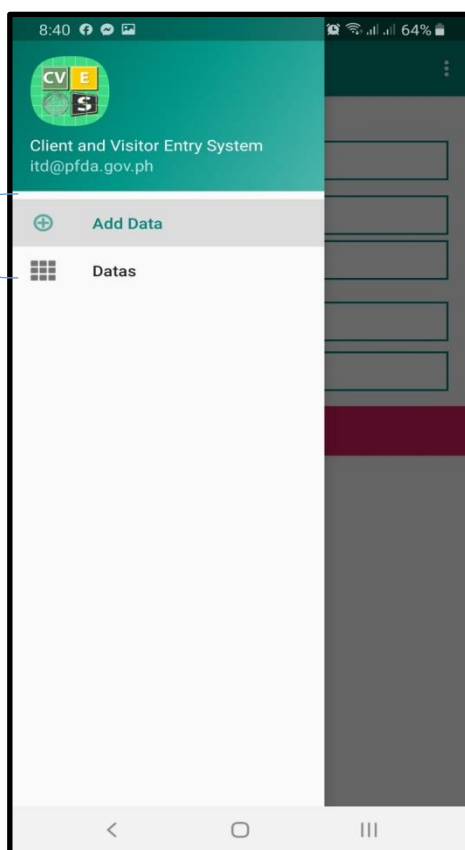 8:40
64%
CV E
S
Client and Visitor Entry System
itd@pfda.gov.ph
Add Data
Datas